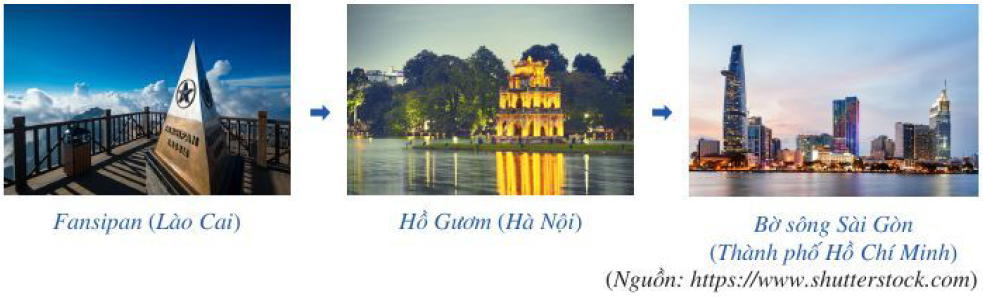 FANSIPAN
Fansipan (Lào Cai)
Hồ Gươm (Hà Nội)
Bờ sông Sài Gòn
(Thành phố Hồ Chí Minh)
(Nguồn: https://www.shutterstock.com)